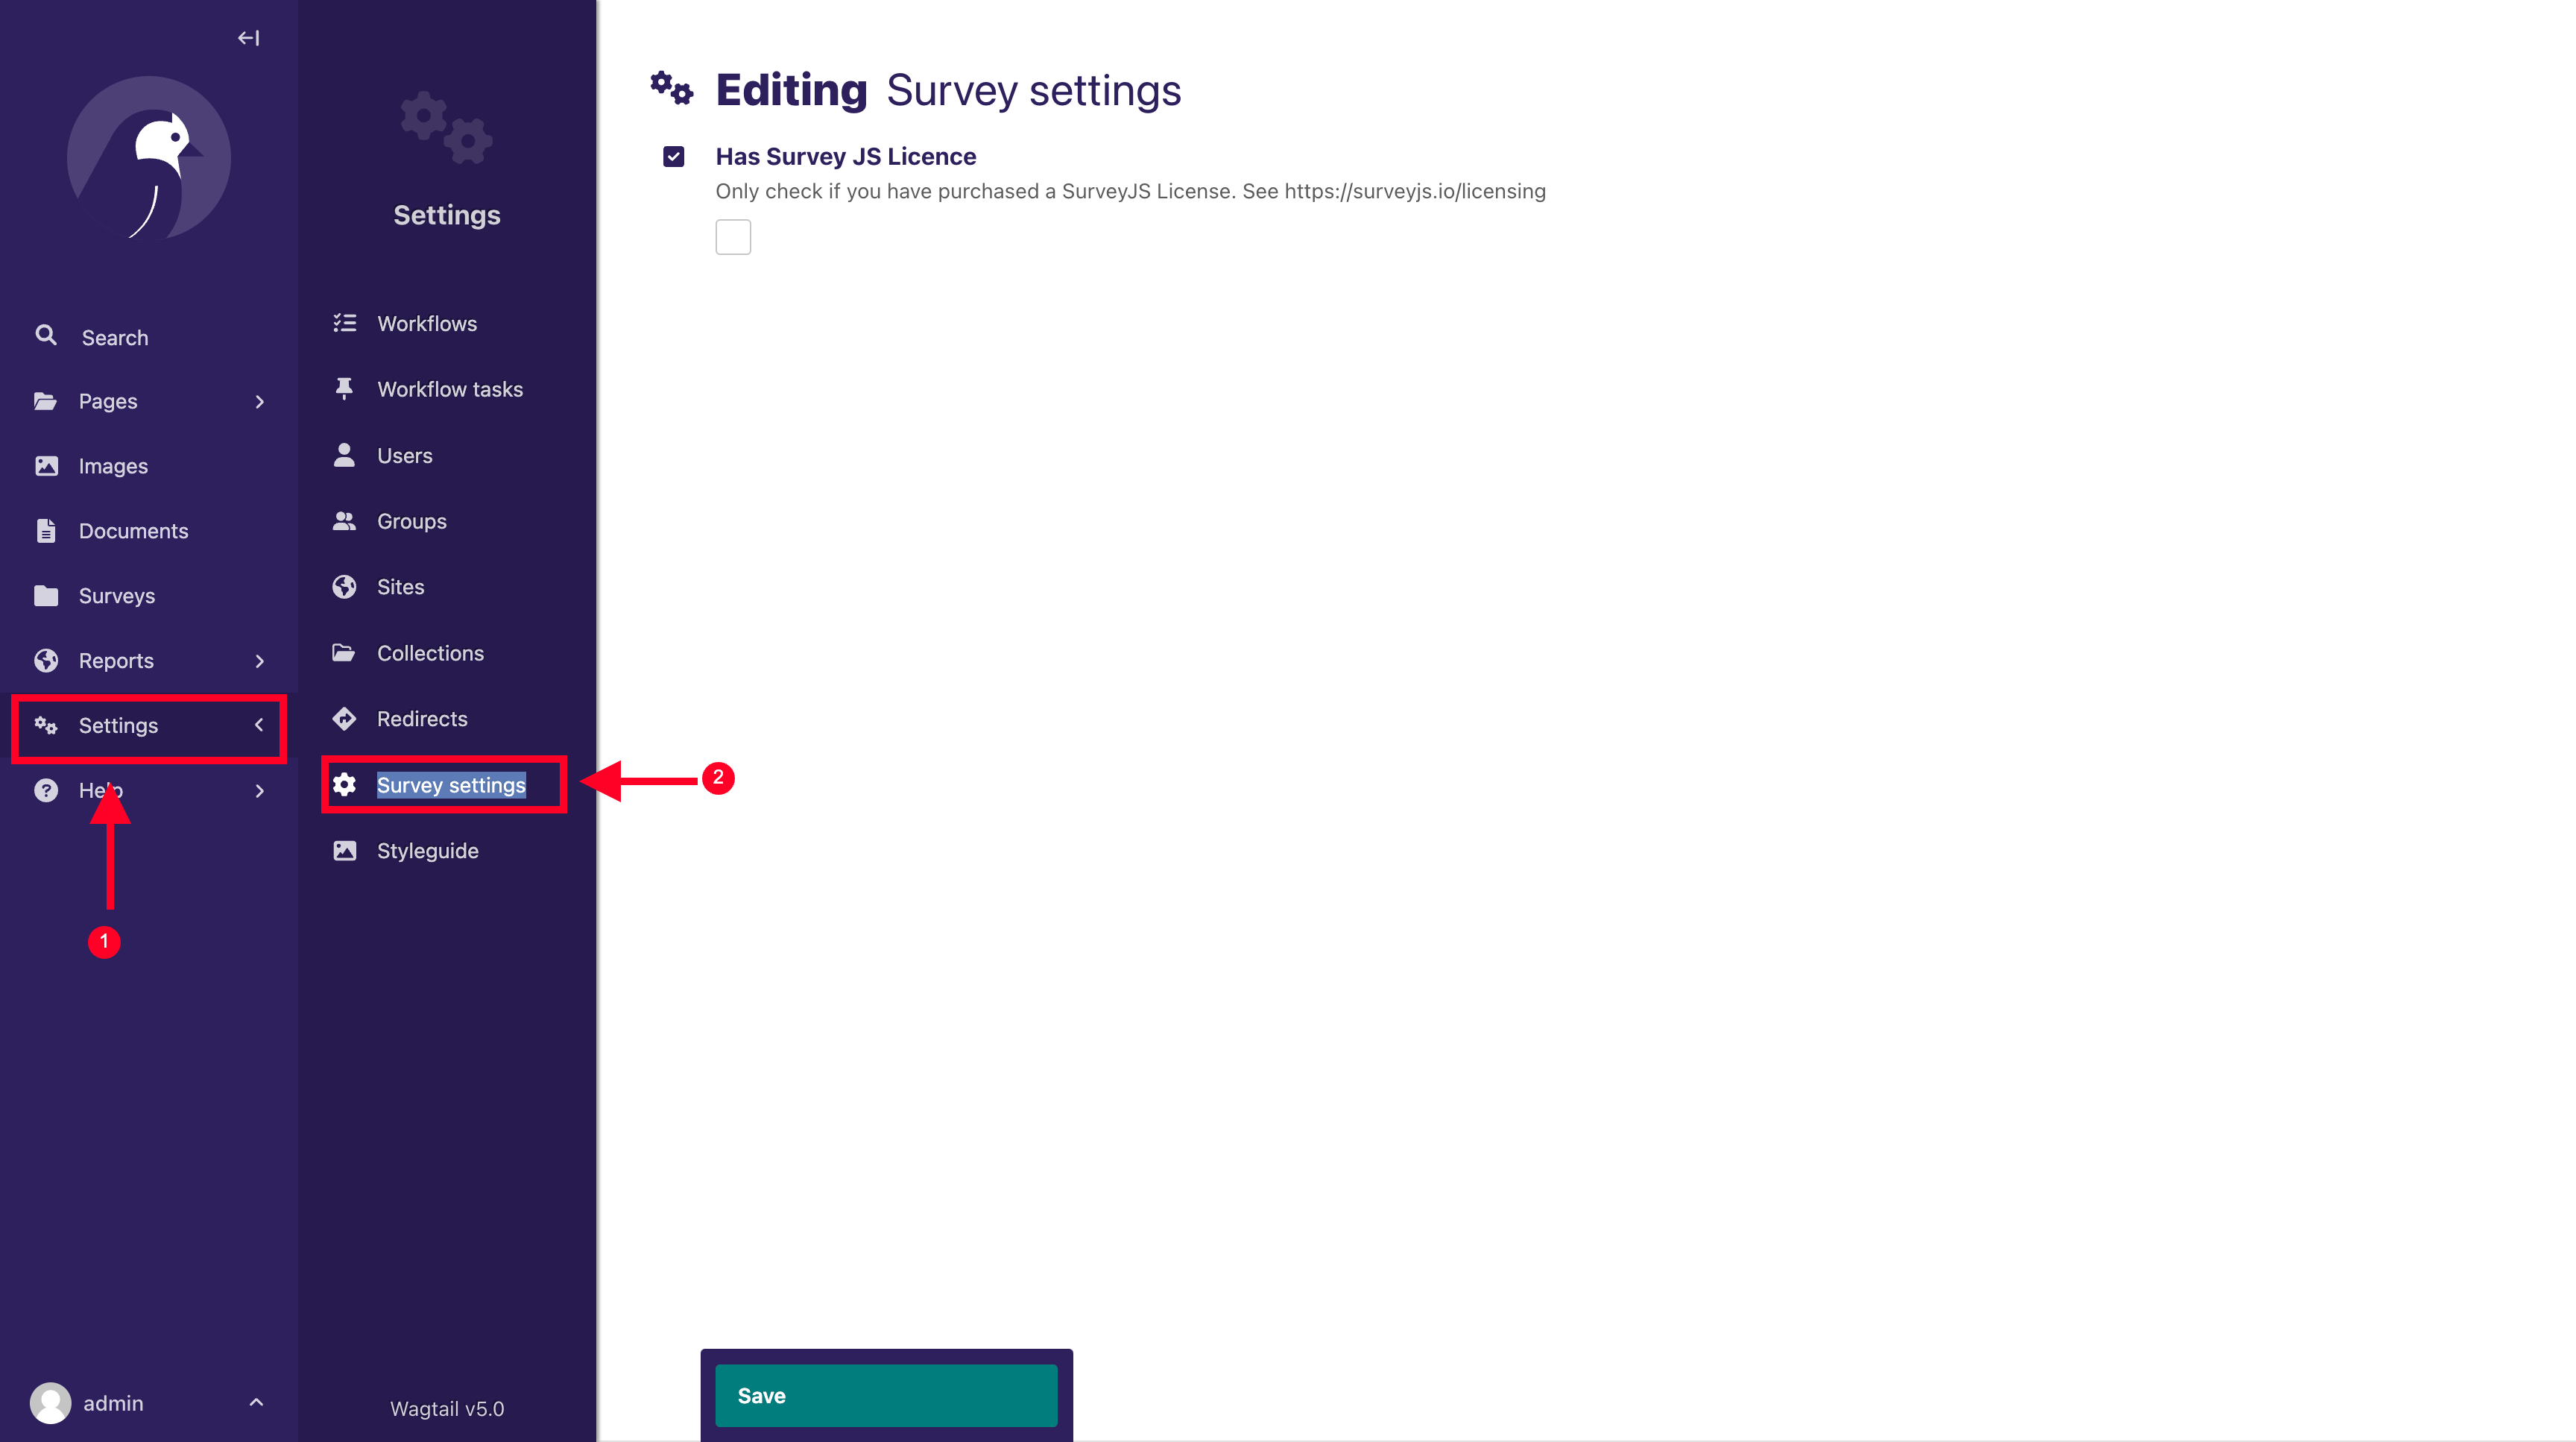 Search
Pages
Images
Documents
Surveys
Reports
Settings
Help
1
admin
Settings
Workflows
Workflow tasks
Users
Groups
Sites
Collections
Redirects
Survey settings
2
Styleguide
Wagtail v5.0
Editing Survey settings
Has Survey JS Licence
Only check if you have purchased a SurveyJS License. See https://surveyjs.io/licensing
Save